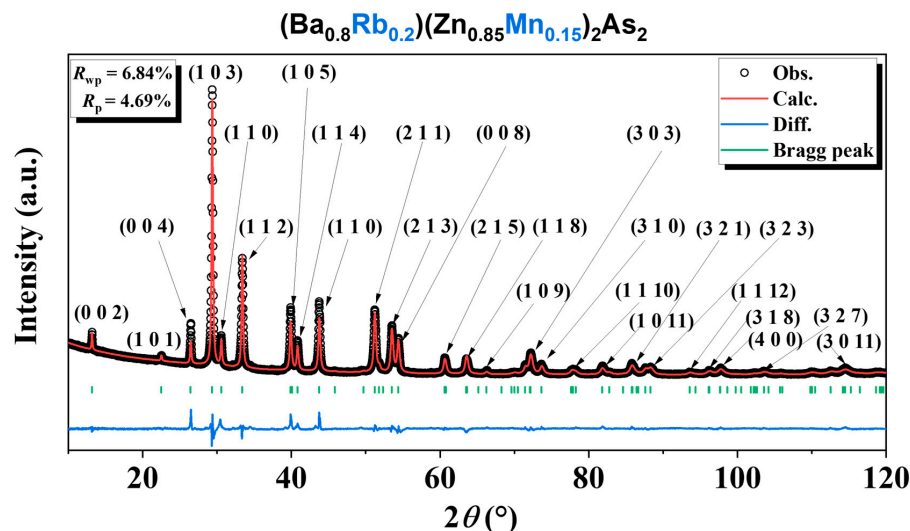 (Ba0.8Rb0.2)(Zn0.85Mn0.15)2As2
Rwp = 6.84%
Rp = 4.69%
(1 0 3)
(1 0 5)
Obs.
Calc.
Diff.
Bragg peak
(1 1 0)
(1 1 4)
(2 1 1)
(0 0 8)
(3 0 3)
(0 0 4)
(1 1 2)
(1 1 0)
(2 1 3)
(2 1 5)
(1 1 8)
(3 1 0)
(3 2 1)
(3 2 3)
(0 0 2)
(1 0 1)
(1 0 9)
(1 1 10)
(1 0 11)
(1 1 12)
(3 1 8)
(4 0 0)
(3 2 7)
(3 0 11)
Intensity (a.u.)
20 40 60 80 100 120
2θ (°)